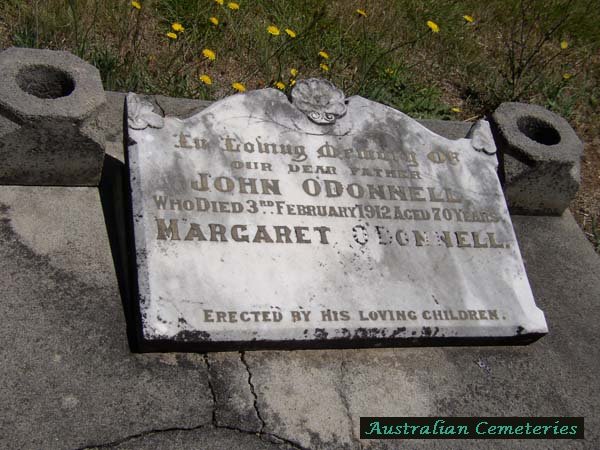 In Loving Memory Of
OUR DEAR FATHER
JOHN ODONNELL
WHO DIED 3RD FEBRUARY 1912 AGED 70 YEARS
MARGARET O'DONNELL.
ERECTED BY HIS LOVING CHILDREN.
Australian Cemeteries